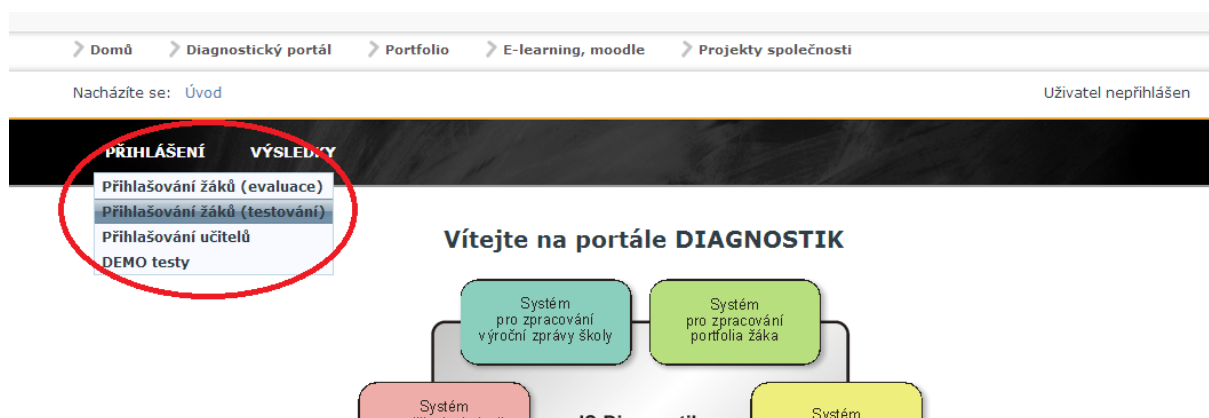 Domů Diagnostický portál Portfolio E-learning, moodle Projekty společnosti
Nacházíte se: Úvod Uživatel nepřihlášen
PŘIHLÁŠENÍ VÝSLEDKY
Přihlašování žáků (evaluace)
Přihlašování žáků (testování)
Přihlašování učitelů
DEMO testy
Vítejte na portále DIAGNOSTIK
Systém
pro zpracování
výroční zprávy školy
Systém
pro zpracování
portfolia žáka
Systém
Systém